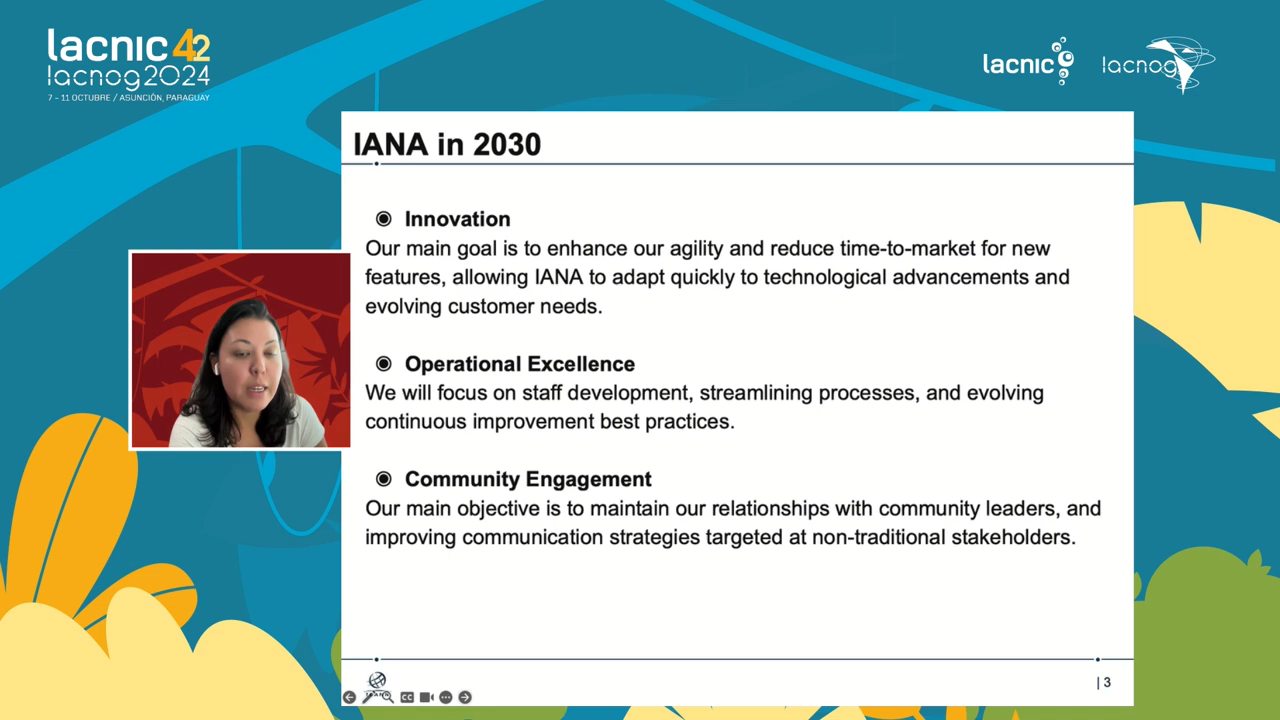 lacnic 42
lacnog2024
7 - 11 OCTUBRE / ASUNCIÓN, PARAGUAY
lacnic
lacnog
IANA in 2030
Innovation
Our main goal is to enhance our agility and reduce time-to-market for new
features, allowing IANA to adapt quickly to technological advancements and
evolving customer needs.
Operational Excellence
We will focus on staff development, streamlining processes, and evolving
continuous improvement best practices.
Community Engagement
Our main objective is to maintain our relationships with community leaders, and
improving communication strategies targeted at non-traditional stakeholders.
CC
| 3